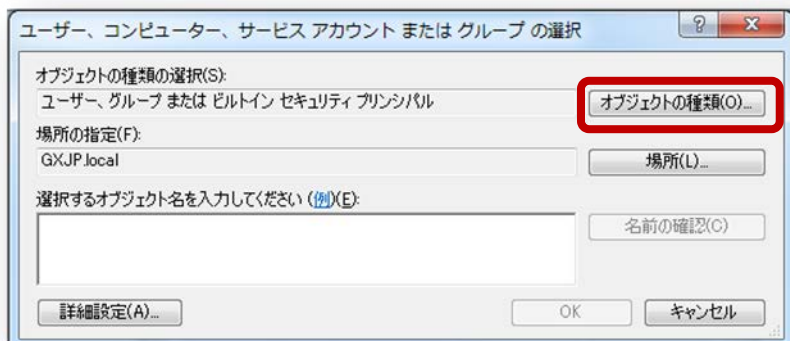 ユーザー、コンピューター、サービス アカウント または グループ の選択
オブジェクトの種類の選択(S):
ユーザー、グループ または ビルトイン セキュリティ プリンシパル
オブジェクトの種類(O)...
場所の指定(F):
GXJP.local
場所(L)...
選択するオブジェクト名を入力してください (例)(E):
名前の確認(C)
詳細設定(A)...
OK
キャンセル